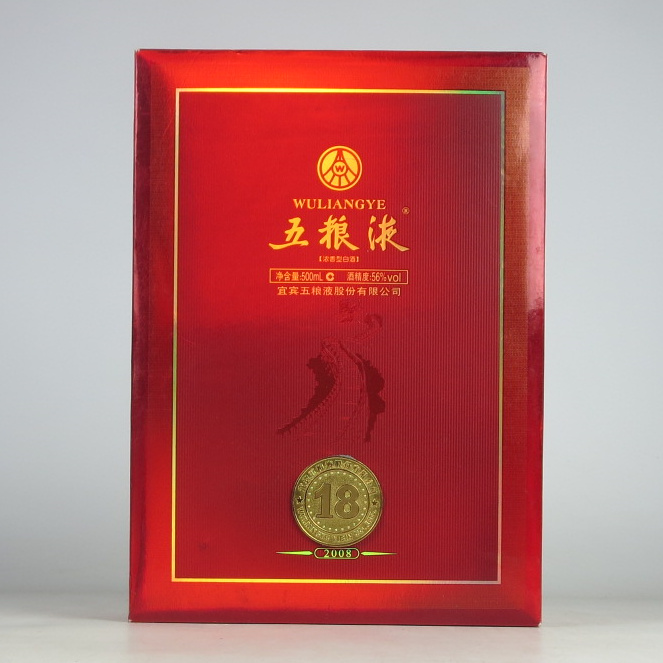 W
WULIANGYE
五粮液®
【浓香型白酒】
净含量:500mL C 酒精度:56%vol
宜宾五粮液股份有限公司
18
2008